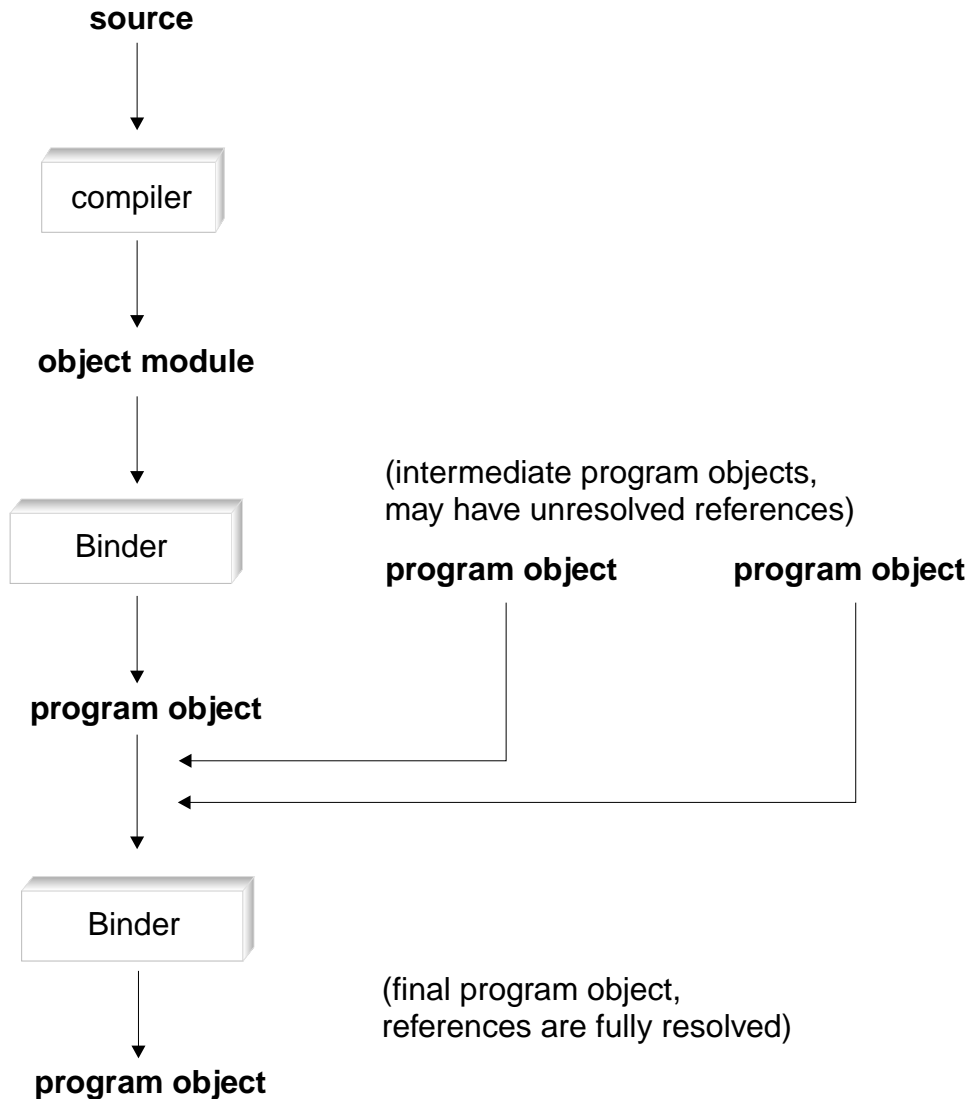 source
compiler
object module
(intermediate program objects,
may have unresolved references)
Binder
program object
program object
program object
Binder
(final program object,
references are fully resolved)
program object